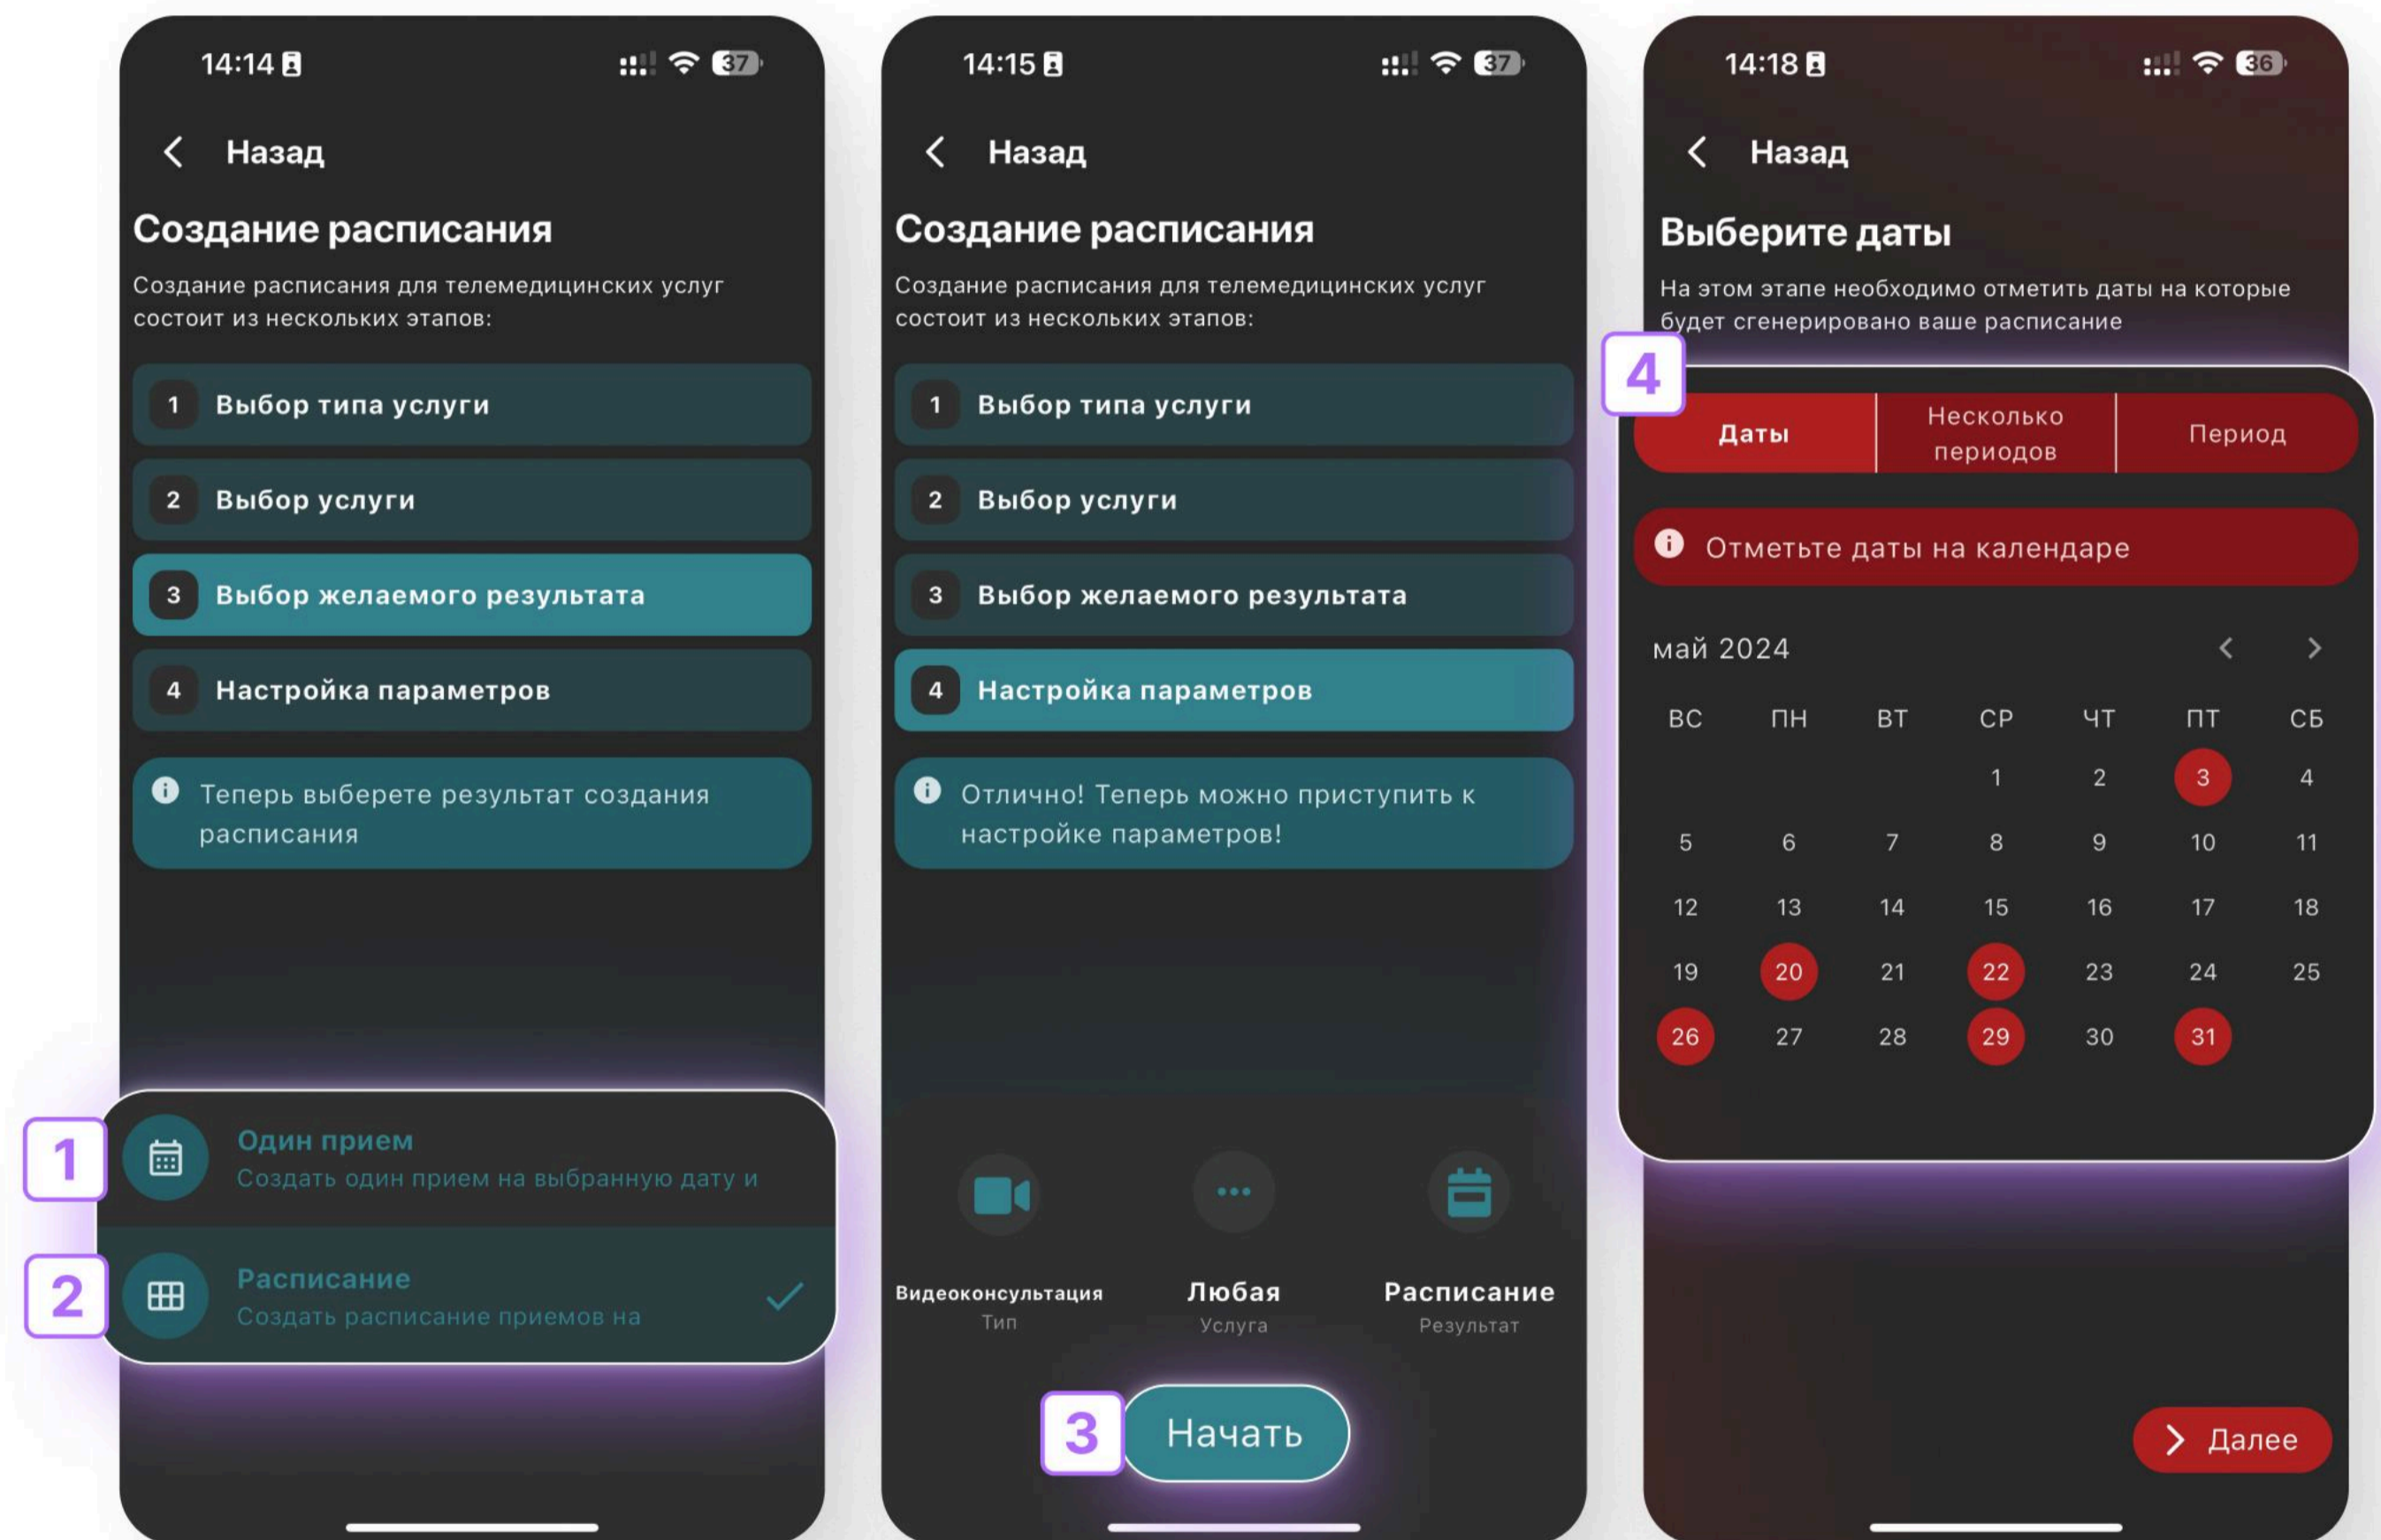 14:14
37
Назад
Создание расписания
Создание расписания для телемедицинских услуг
состоит из нескольких этапов:
1 Выбор типа услуги
2 Выбор услуги
3 Выбор желаемого результата
4 Настройка параметров
Теперь выберете результат создания
расписания
1
Один прием
Создать один прием на выбранную дату и
2
Расписание
Создать расписание приемов на
14:15
37
Назад
Создание расписания
Создание расписания для телемедицинских услуг
состоит из нескольких этапов:
1 Выбор типа услуги
2 Выбор услуги
3 Выбор желаемого результата
4 Настройка параметров
Отлично! Теперь можно приступить к
настройке параметров!
Видеоконсультация Любая Расписание
Тип Услуга Результат
3
Начать
14:18
36
Назад
Выберите даты
На этом этапе необходимо отметить даты на которые
будет сгенерировано ваше расписание
4
Даты
Несколько
периодов
Период
Отметьте даты на календаре
май 2024
ВС ПН ВТ СР ЧТ ПТ СБ
1 2 3 4
5 6 7 8 9 10 11
12 13 14 15 16 17 18
19 20 21 22 23 24 25
26 27 28 29 30 31
Далее